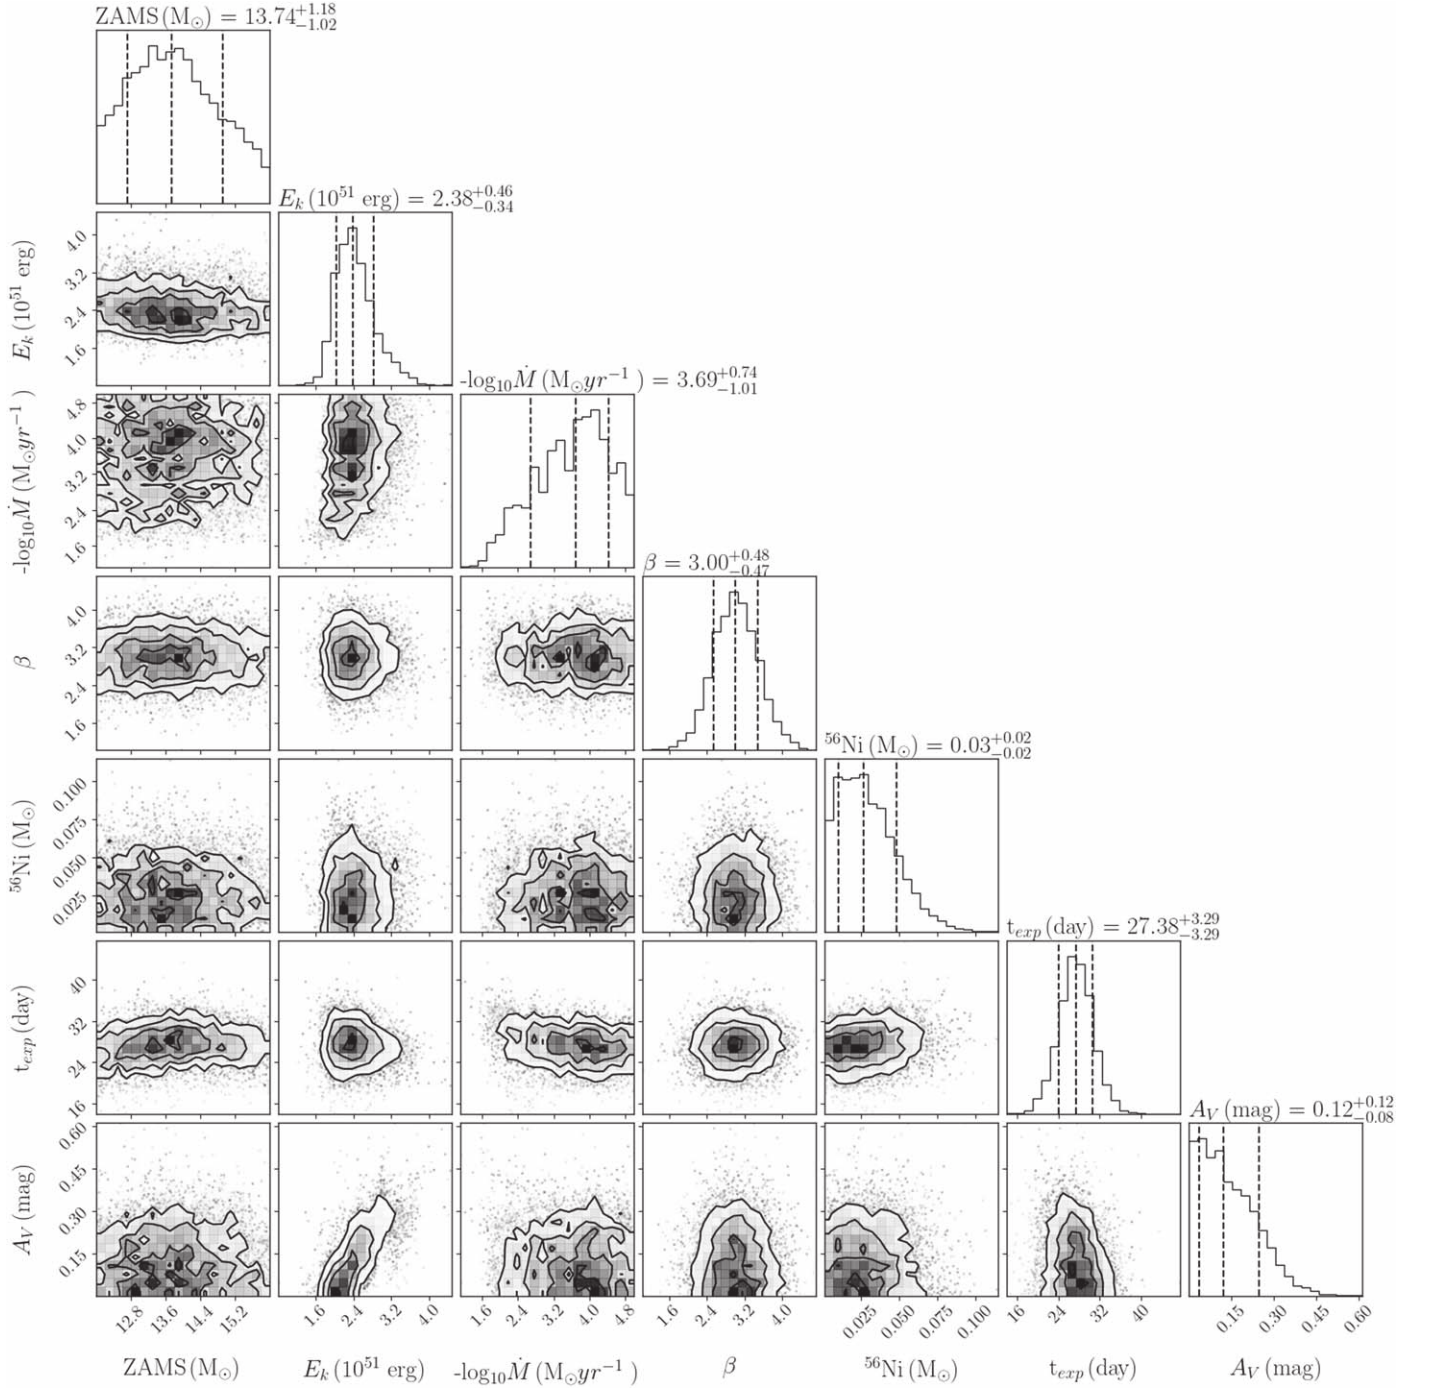 ZAMS (M⊙) = 13.74+1.18−1.02
Ek (10^51 erg) = 2.38+0.46−0.34
-log10Ṁ (M⊙yr−1 ) = 3.69+0.74−1.01
β = 3.00+0.48−0.47
56Ni (M⊙) = 0.03+0.02−0.02
texp (day) = 27.38+3.29−3.29
AV (mag) = 0.12+0.12−0.08
Ek (10^51 erg)
4.0
3.2
2.4
1.6
-log10Ṁ (M⊙yr−1 )
4.8
4.0
3.2
2.4
1.6
β
4.0
3.2
2.4
1.6
56Ni (M⊙)
0.100
0.075
0.050
0.025
texp (day)
40
32
24
16
AV (mag)
0.60
0.45
0.30
0.15
12.8 13.6 14.4 15.2
1.6 2.4 3.2 4.0
1.6 2.4 3.2 4.0 4.8
1.6 2.4 3.2 4.0
0.025 0.050 0.075 0.100
16 24 32 40
0.15 0.30 0.45 0.60
ZAMS (M⊙)
Ek (10^51 erg)
-log10Ṁ (M⊙yr−1 )
β
56Ni (M⊙)
texp (day)
AV (mag)